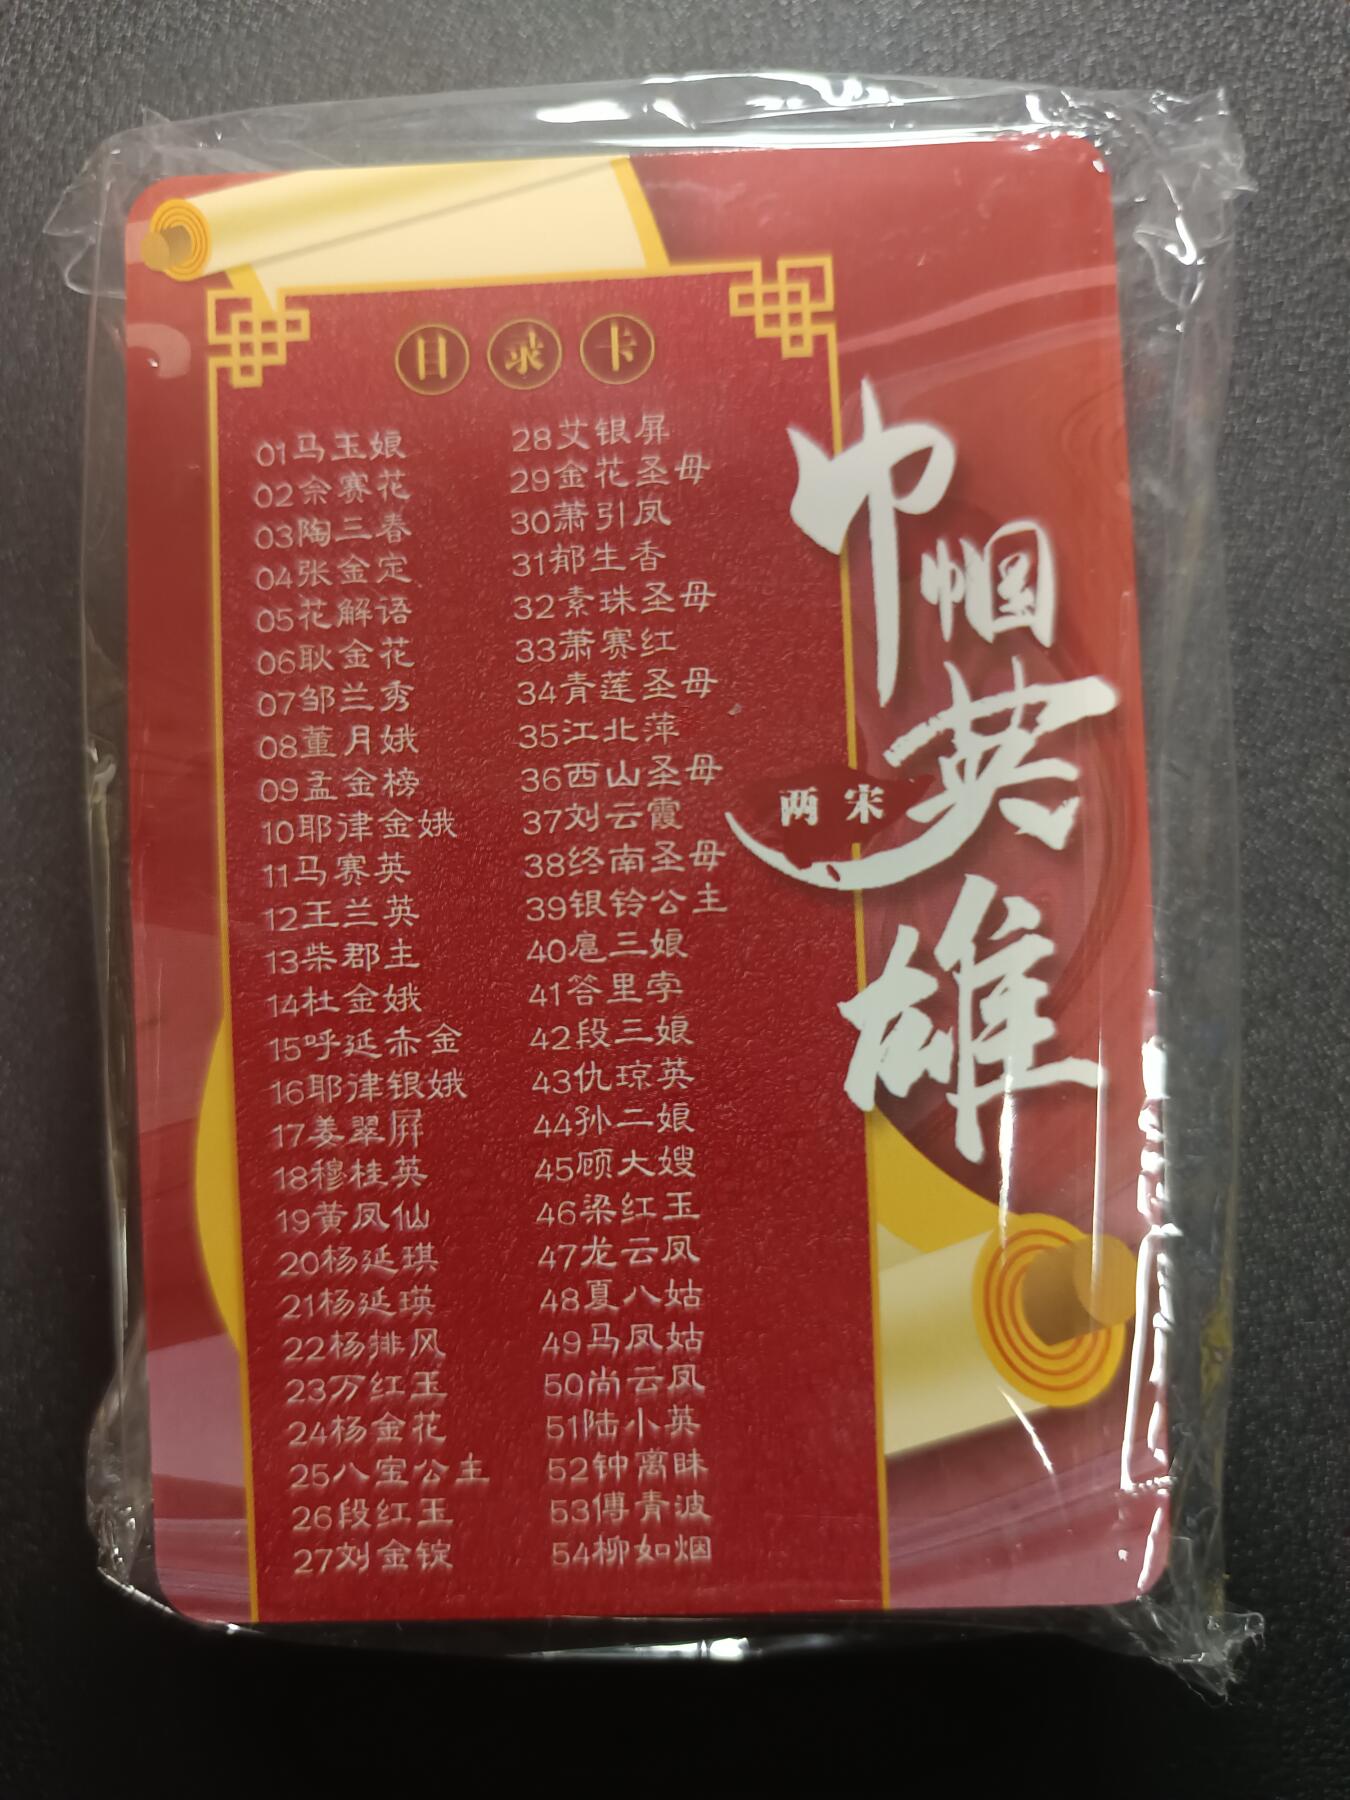 目录卡
01马玉娘
02佘赛花
03陶三春
04张金定
05花解语
06耿金花
07邹兰秀
08董月娥
09孟金榜
10耶律金娥
11马赛英
12王兰英
13柴郡主
14杜金娥
15呼延赤金
16耶律银娥
17姜翠屏
18穆桂英
19黄凤仙
20杨延琪
21杨延瑛
22杨排风
23万红玉
24杨金花
25八宝公主
26段红玉
27刘金锭
28艾银屏
29金花圣母
30萧引凤
31郁生香
32素珠圣母
33萧赛红
34青莲圣母
35江北萍
36西山圣母
37刘云霞
38终南圣母
39银铃公主
40扈三娘
41答里孛
42段三娘
43仇琼英
44孙二娘
45顾大嫂
46梁红玉
47龙云凤
48夏八姑
49马凤姑
50尚云凤
51陆小英
52钟离昧
53傅青波
54柳如烟
巾帼英雄
两宋